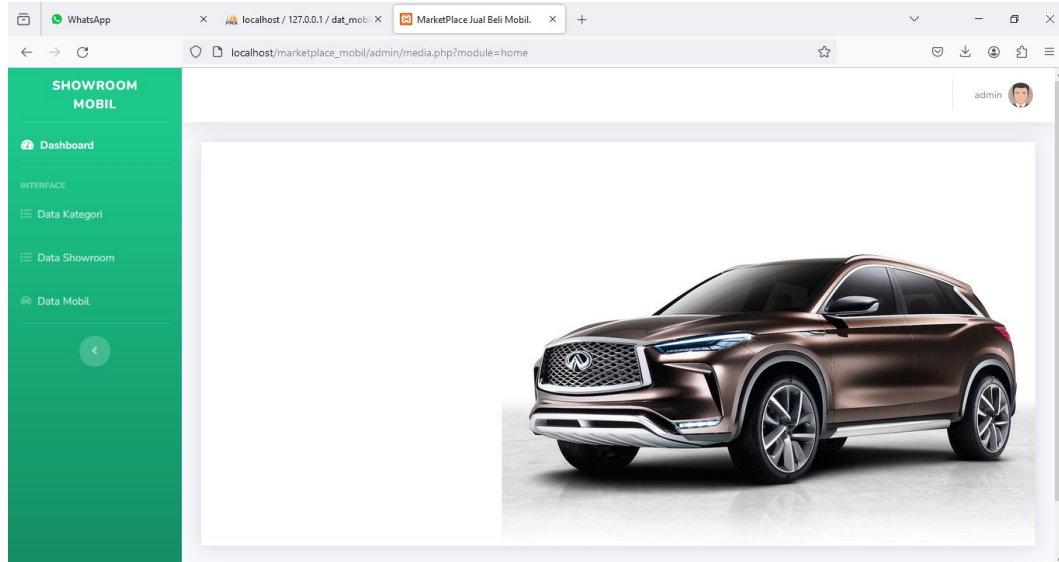 WhatsApp
localhost / 127.0.0.1 / dat_mobi
MarketPlace Jual Beli Mobil.
localhost/marketplace_mobil/admin/media.php?module=home
SHOWROOM
MOBIL
admin
Dashboard
INTERFACE
Data Kategori
Data Showroom
Data Mobil